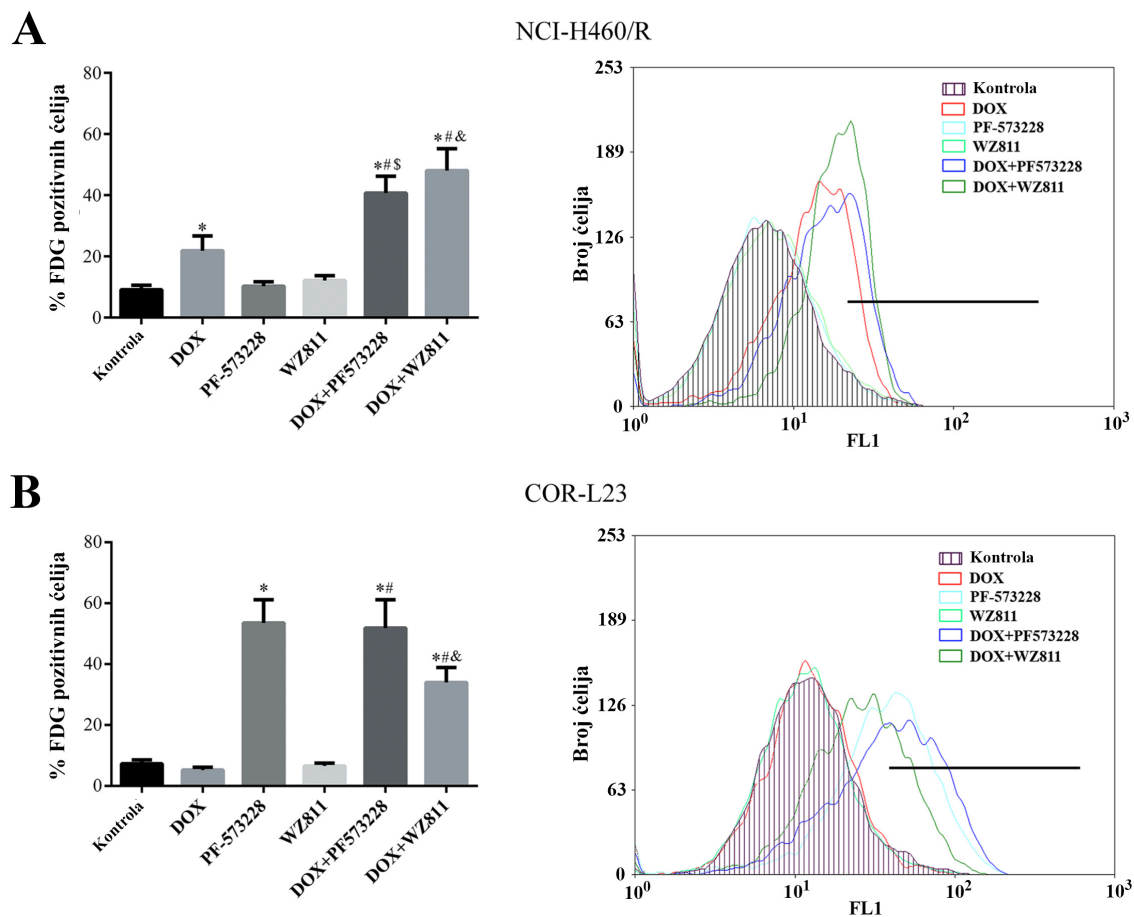 A
NCI-H460/R
% FDG pozitivnih ćelija
80
60
40
20
0
*
*#$
*#&
Kontrola
DOX
PF-573228
WZ811
DOX+PF573228
DOX+WZ811
Broj ćelija
253
189
126
63
0
Kontrola
DOX
PF-573228
WZ811
DOX+PF573228
DOX+WZ811
10⁰
10¹
10²
10³
FL1
B
COR-L23
% FDG pozitivnih ćelija
80
60
40
20
0
*
*#
*#&
Kontrola
DOX
PF-573228
WZ811
DOX+PF573228
DOX+WZ811
Broj ćelija
253
189
126
63
0
Kontrola
DOX
PF-573228
WZ811
DOX+PF573228
DOX+WZ811
10⁰
10¹
10²
10³
FL1